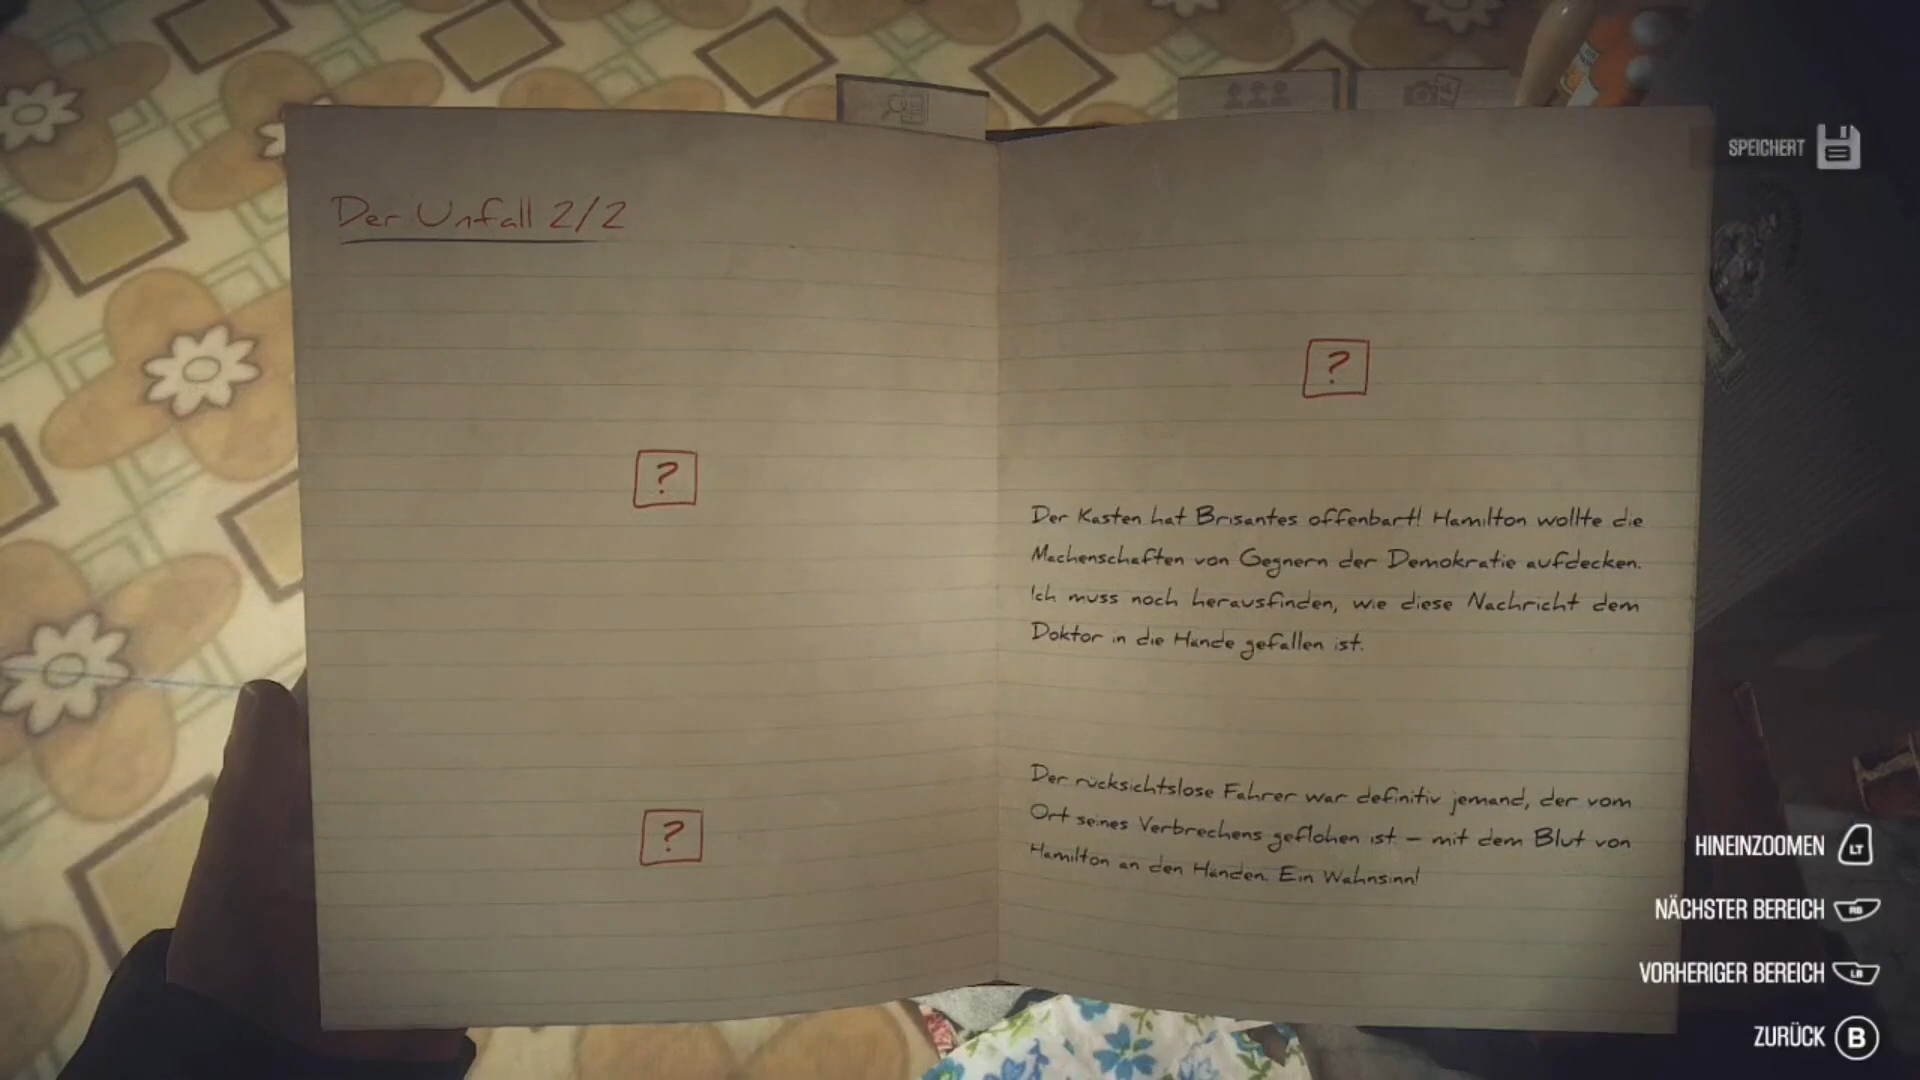 SPEICHERT
Der Unfall 2/2
?
?
?
Der Kasten hat Brisantes offenbart! Hamilton wollte die
Machenschaften von Gegnern der Demokratie aufdecken.
Ich muss noch herausfinden, wie diese Nachricht dem
Doktor in die Hände gefallen ist.
Der rücksichtslose Fahrer war definitiv jemand, der vom
Ort seines Verbrechens geflohen ist – mit dem Blut von
Hamilton an den Händen. Ein Wahnsinn!
HINEINZOOMEN LT
NÄCHSTER BEREICH RB
VORHERIGER BEREICH LB
ZURÜCK B